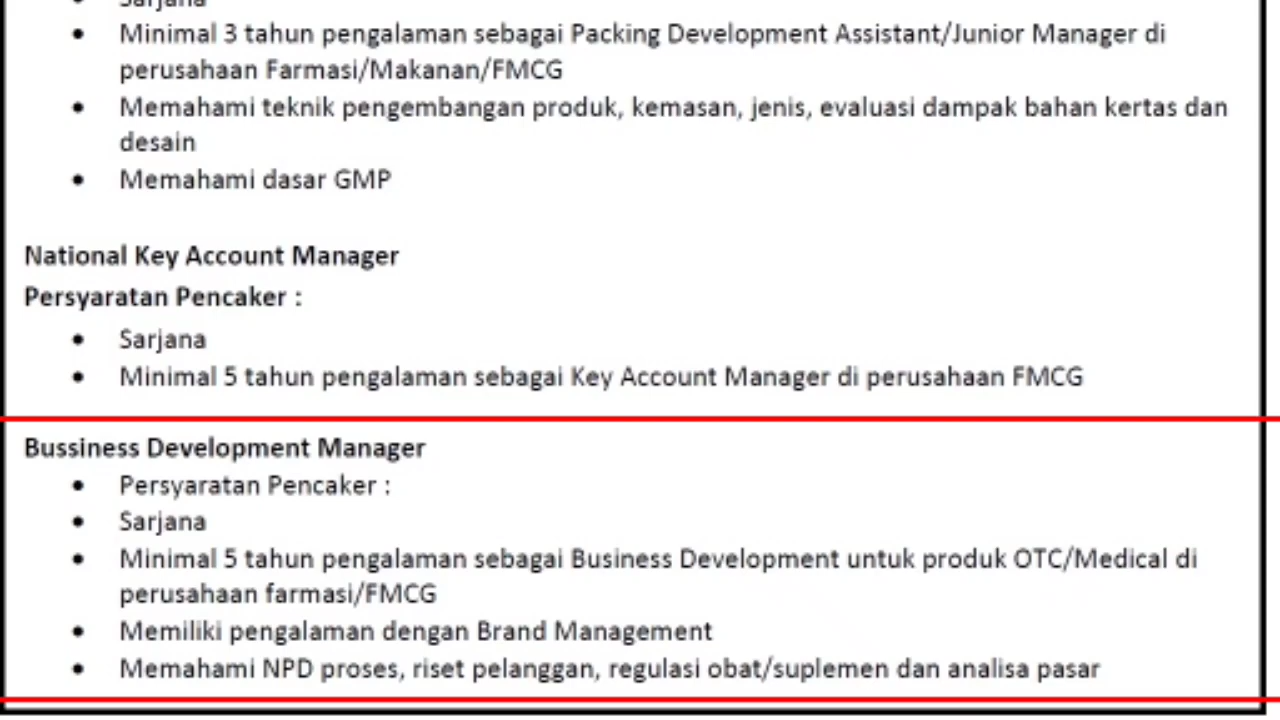 Sarjana
• Minimal 3 tahun pengalaman sebagai Packing Development Assistant/Junior Manager di
perusahaan Farmasi/Makanan/FMCG
• Memahami teknik pengembangan produk, kemasan, jenis, evaluasi dampak bahan kertas dan
desain
• Memahami dasar GMP
National Key Account Manager
Persyaratan Pencaker :
• Sarjana
• Minimal 5 tahun pengalaman sebagai Key Account Manager di perusahaan FMCG
Bussiness Development Manager
• Persyaratan Pencaker :
• Sarjana
• Minimal 5 tahun pengalaman sebagai Business Development untuk produk OTC/Medical di
perusahaan farmasi/FMCG
• Memiliki pengalaman dengan Brand Management
• Memahami NPD proses, riset pelanggan, regulasi obat/suplemen dan analisa pasar